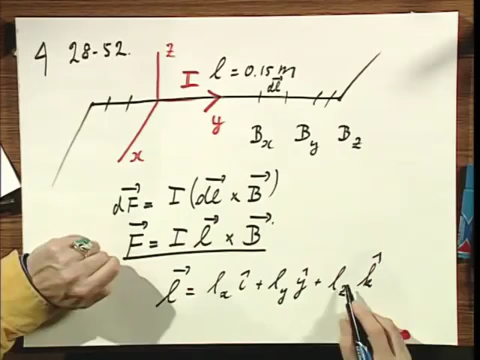 4 28-52.
z
I l = 0.15 m
dl⃗
y
x
Bx By Bz
dF⃗ = I (dl⃗ × B⃗)
F⃗ = I l⃗ × B⃗
l⃗ = lx î + ly ŷ + lz k̂